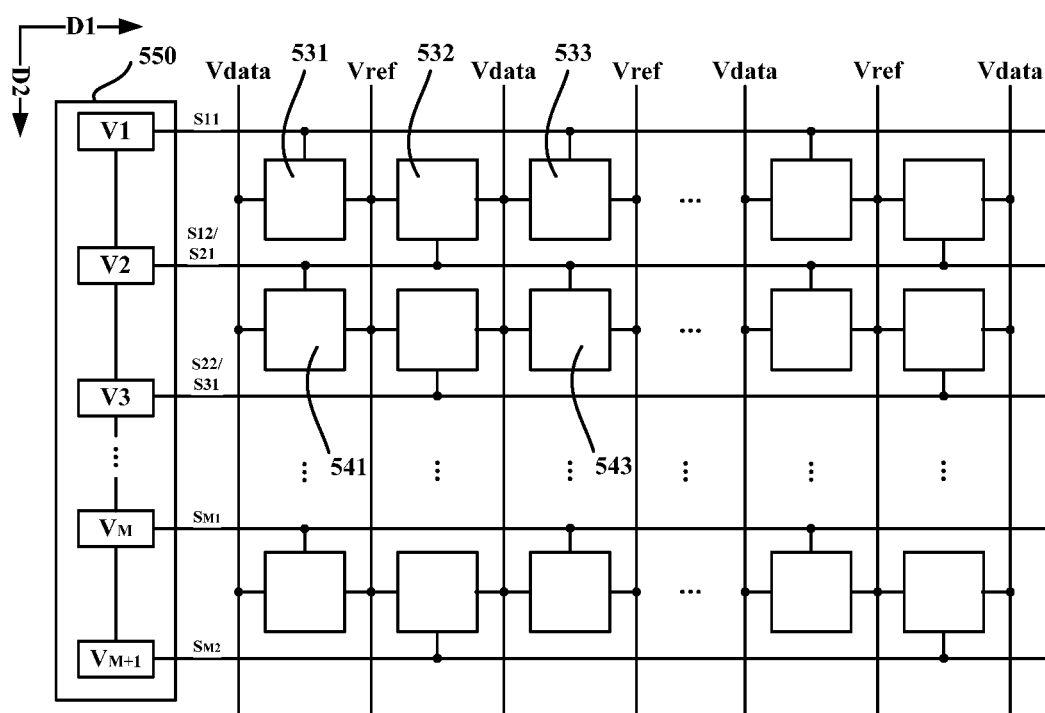 D1
D2
550
531
532
533
Vdata
Vref
Vdata
Vref
Vdata
Vref
Vdata
V1
S11
...
S12/
S21
V2
...
S22/
S31
V3
541
543
...
VM
SM1
...
VM+1
SM2